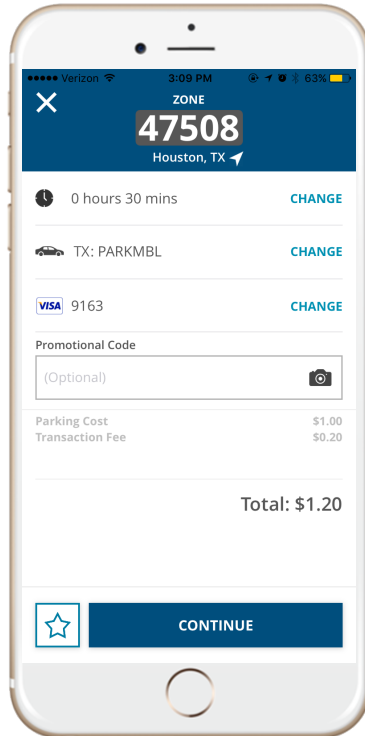 Verizon 3:09 PM 63%
ZONE
47508
Houston, TX
0 hours 30 mins CHANGE
TX: PARKMBL CHANGE
VISA 9163 CHANGE
Promotional Code
(Optional)
Parking Cost $1.00
Transaction Fee $0.20
Total: $1.20
CONTINUE